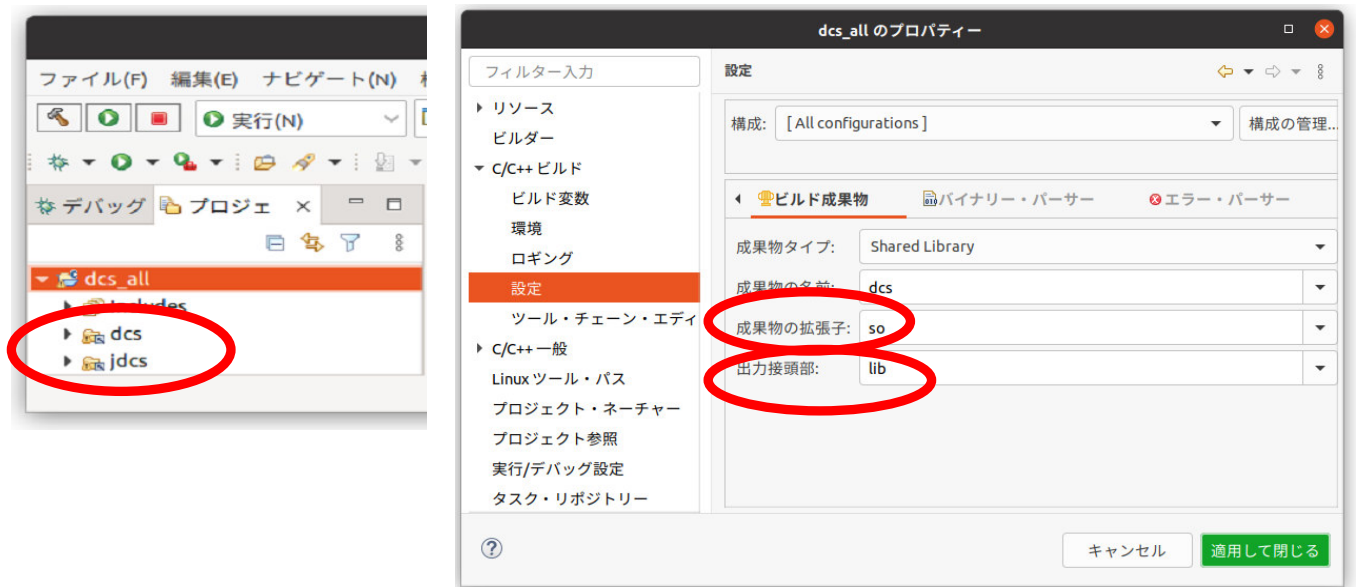 ファイル(F) 編集(E) ナビゲート(N)
実行(N)
デバッグ プロジェ
dcs_all
Includes
dcs
jdcs
dcs_all のプロパティー
フィルター入力
リソース
ビルダー
C/C++ ビルド
ビルド変数
環境
ロギング
設定
ツール・チェーン・エディ
C/C++ 一般
Linux ツール・パス
プロジェクト・ネーチャー
プロジェクト参照
実行/デバッグ設定
タスク・リポジトリー
設定
構成: [ All configurations ] 構成の管理...
ビルド成果物 バイナリー・パーサー エラー・パーサー
成果物タイプ: Shared Library
成果物の名前: dcs
成果物の拡張子: so
出力接頭部: lib
キャンセル 適用して閉じる